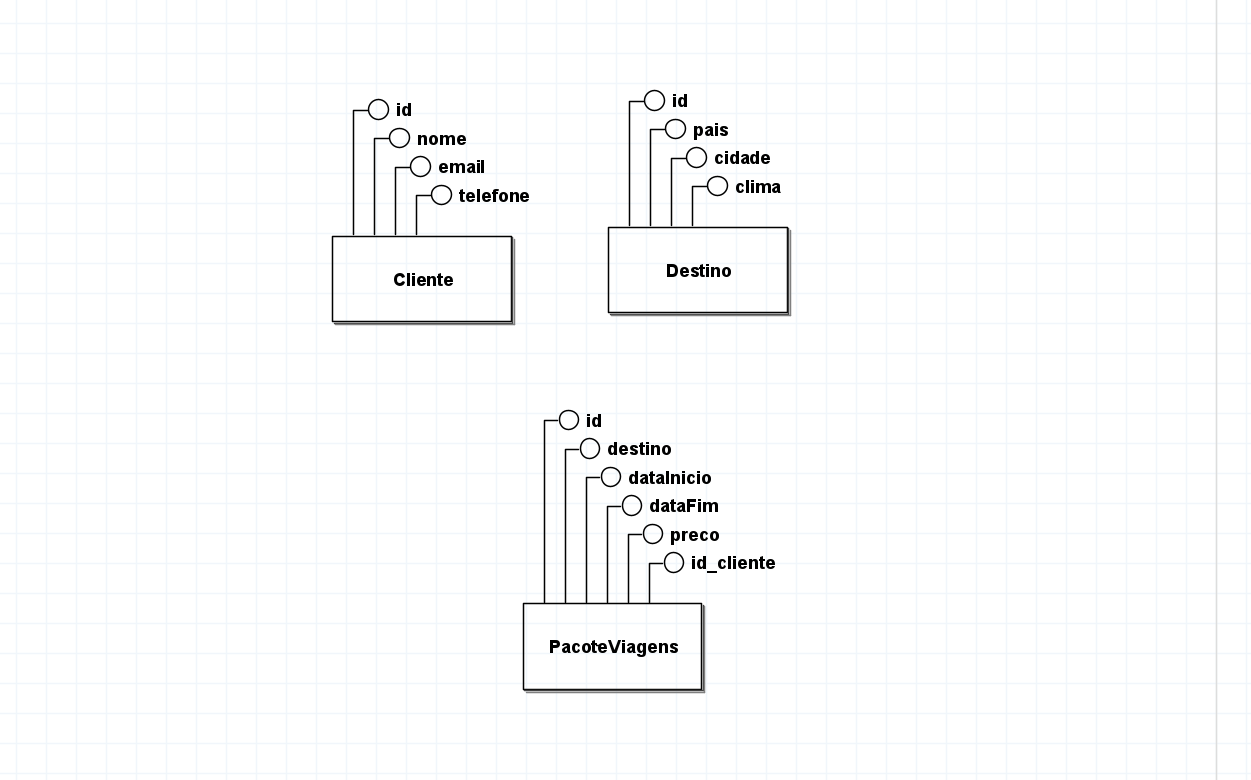 id
nome
email
telefone
Cliente
id
pais
cidade
clima
Destino
id
destino
dataInicio
dataFim
preco
id_cliente
PacoteViagens